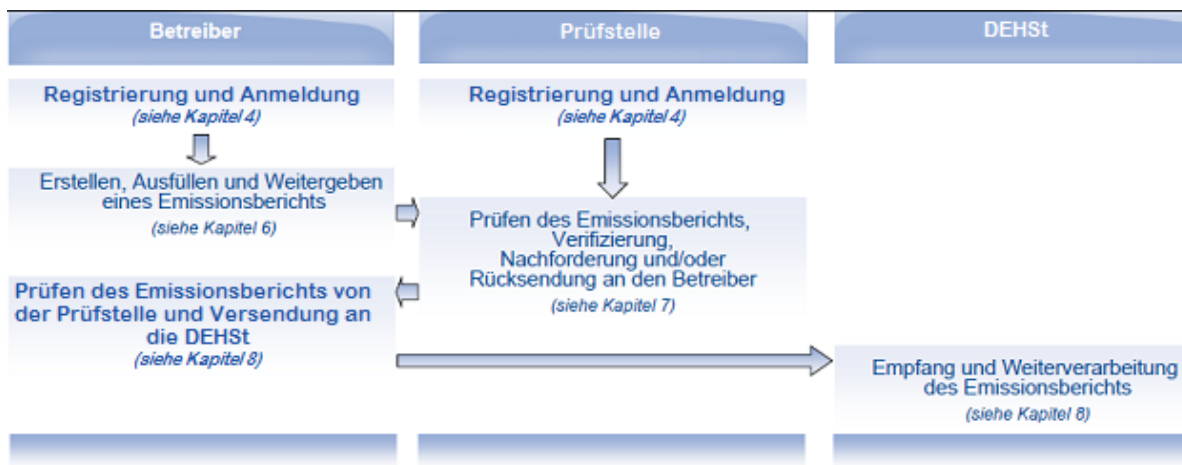 Betreiber
Registrierung und Anmeldung
(siehe Kapitel 4)
Erstellen, Ausfüllen und Weitergeben
eines Emissionsberichts
(siehe Kapitel 6)
Prüfen des Emissionsberichts von
der Prüfstelle und Versendung an
die DEHSt
(siehe Kapitel 8)
Prüfstelle
Registrierung und Anmeldung
(siehe Kapitel 4)
Prüfen des Emissionsberichts,
Verifizierung,
Nachforderung und/oder
Rücksendung an den Betreiber
(siehe Kapitel 7)
DEHSt
Empfang und Weiterverarbeitung
des Emissionsberichts
(siehe Kapitel 8)